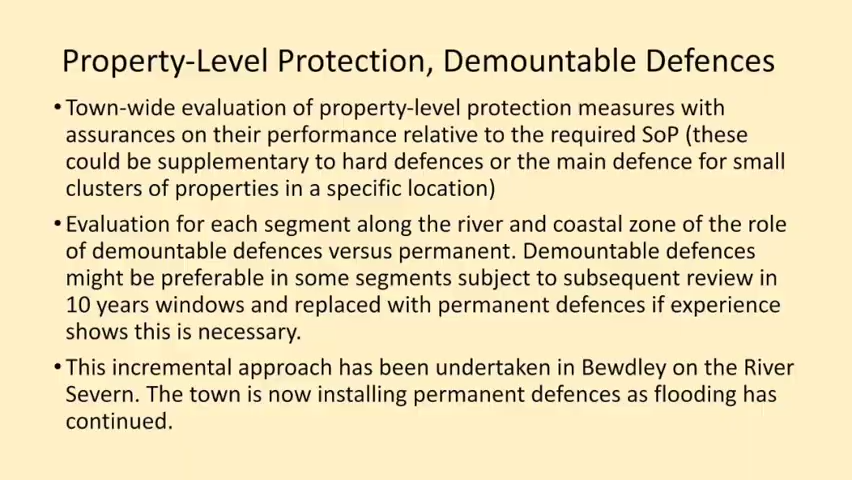 Property-Level Protection, Demountable Defences
• Town-wide evaluation of property-level protection measures with
assurances on their performance relative to the required SoP (these
could be supplementary to hard defences or the main defence for small
clusters of properties in a specific location)
• Evaluation for each segment along the river and coastal zone of the role
of demountable defences versus permanent. Demountable defences
might be preferable in some segments subject to subsequent review in
10 years windows and replaced with permanent defences if experience
shows this is necessary.
• This incremental approach has been undertaken in Bewdley on the River
Severn. The town is now installing permanent defences as flooding has
continued.